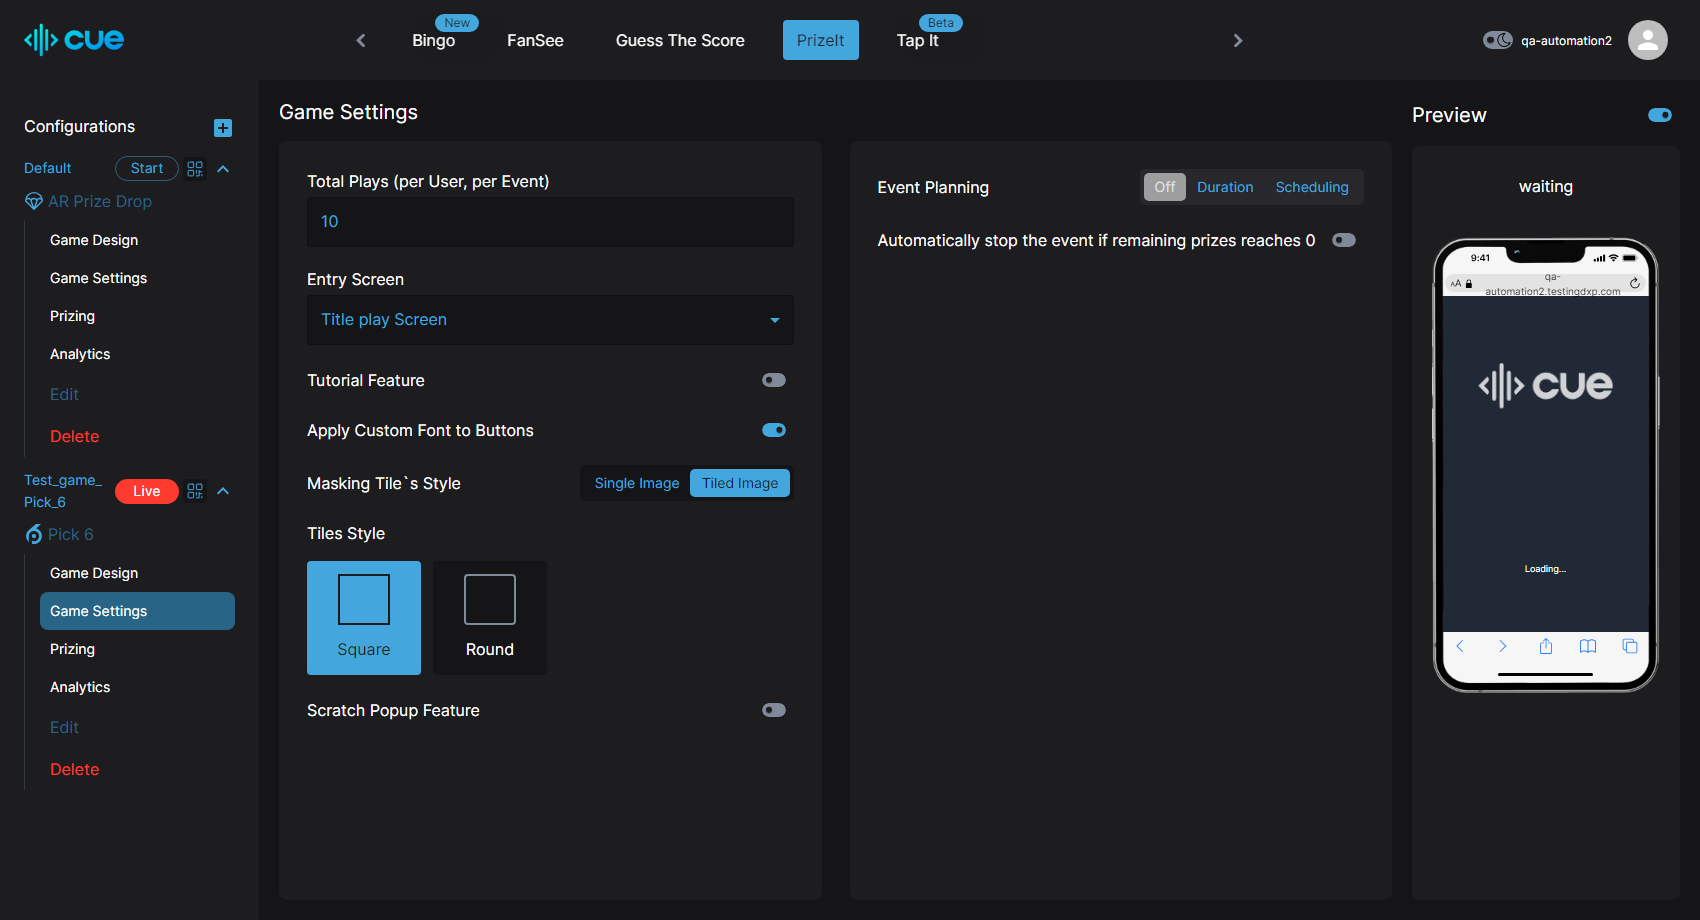 cue
Bingo
New
FanSee
Guess The Score
PrizeIt
Tap It
Beta
qa-automation2
Configurations
Default
Start
AR Prize Drop
Game Design
Game Settings
Prizing
Analytics
Edit
Delete
Test_game_
Pick_6
Live
Pick 6
Game Design
Game Settings
Prizing
Analytics
Edit
Delete
Game Settings
Total Plays (per User, per Event)
10
Entry Screen
Title play Screen
Tutorial Feature
Apply Custom Font to Buttons
Masking Tile`s Style
Single Image
Tiled Image
Tiles Style
Square
Round
Scratch Popup Feature
Event Planning
Off
Duration
Scheduling
Automatically stop the event if remaining prizes reaches 0
Preview
waiting
9:41
AA
qa-
automation2.testingdxp.com
cue
Loading...